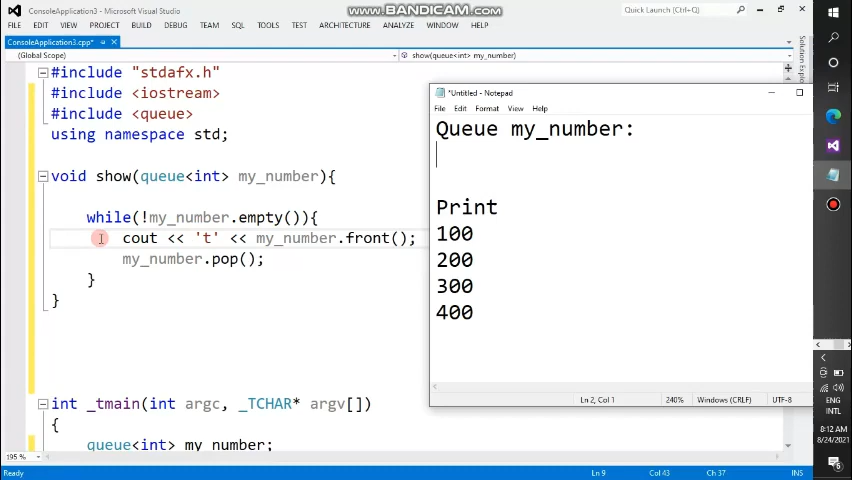 ConsoleApplication3 - Microsoft Visual Studio
www.BANDICAM.com
Quick Launch (Ctrl+Q)
FILE EDIT VIEW PROJECT BUILD DEBUG TEAM SQL TOOLS TEST ARCHITECTURE ANALYZE WINDOW HELP
ConsoleApplication3.cpp*
(Global Scope)
show(queue<int> my_number)
#include "stdafx.h"
#include <iostream>
#include <queue>
using namespace std;
void show(queue<int> my_number){
while(!my_number.empty()){
cout << 't' << my_number.front();
my_number.pop();
}
}
int _tmain(int argc, _TCHAR* argv[])
{
queue<int> my_number;
195 %
Ready
Ln 9
Col 43
Ch 37
INS
*Untitled - Notepad
File Edit Format View Help
Queue my_number:
Print
100
200
300
400
Ln 2, Col 1
240%
Windows (CRLF)
UTF-8
Solution Explo
ENG
INTL
8:12 AM
8/24/2021